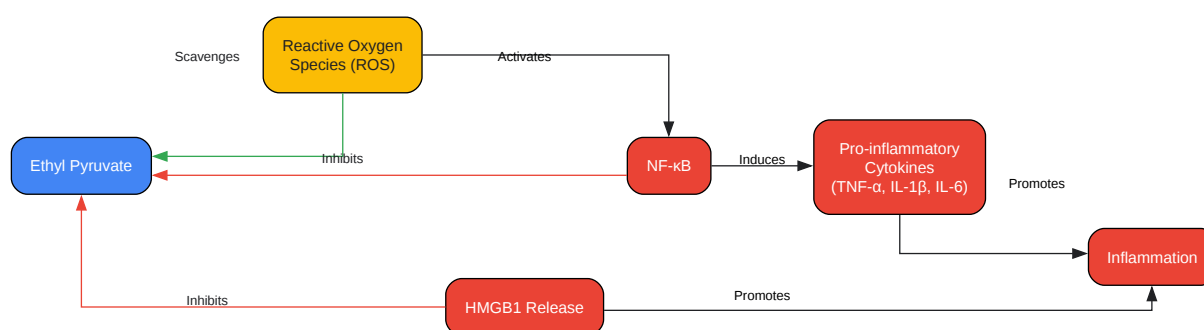 Reactive Oxygen
Species (ROS)
Scavenges
Activates
Ethyl Pyruvate
Inhibits
NF-κB
Induces
Pro-inflammatory
Cytokines
(TNF-α, IL-1β, IL-6)
Promotes
Inflammation
Inhibits
HMGB1 Release
Promotes